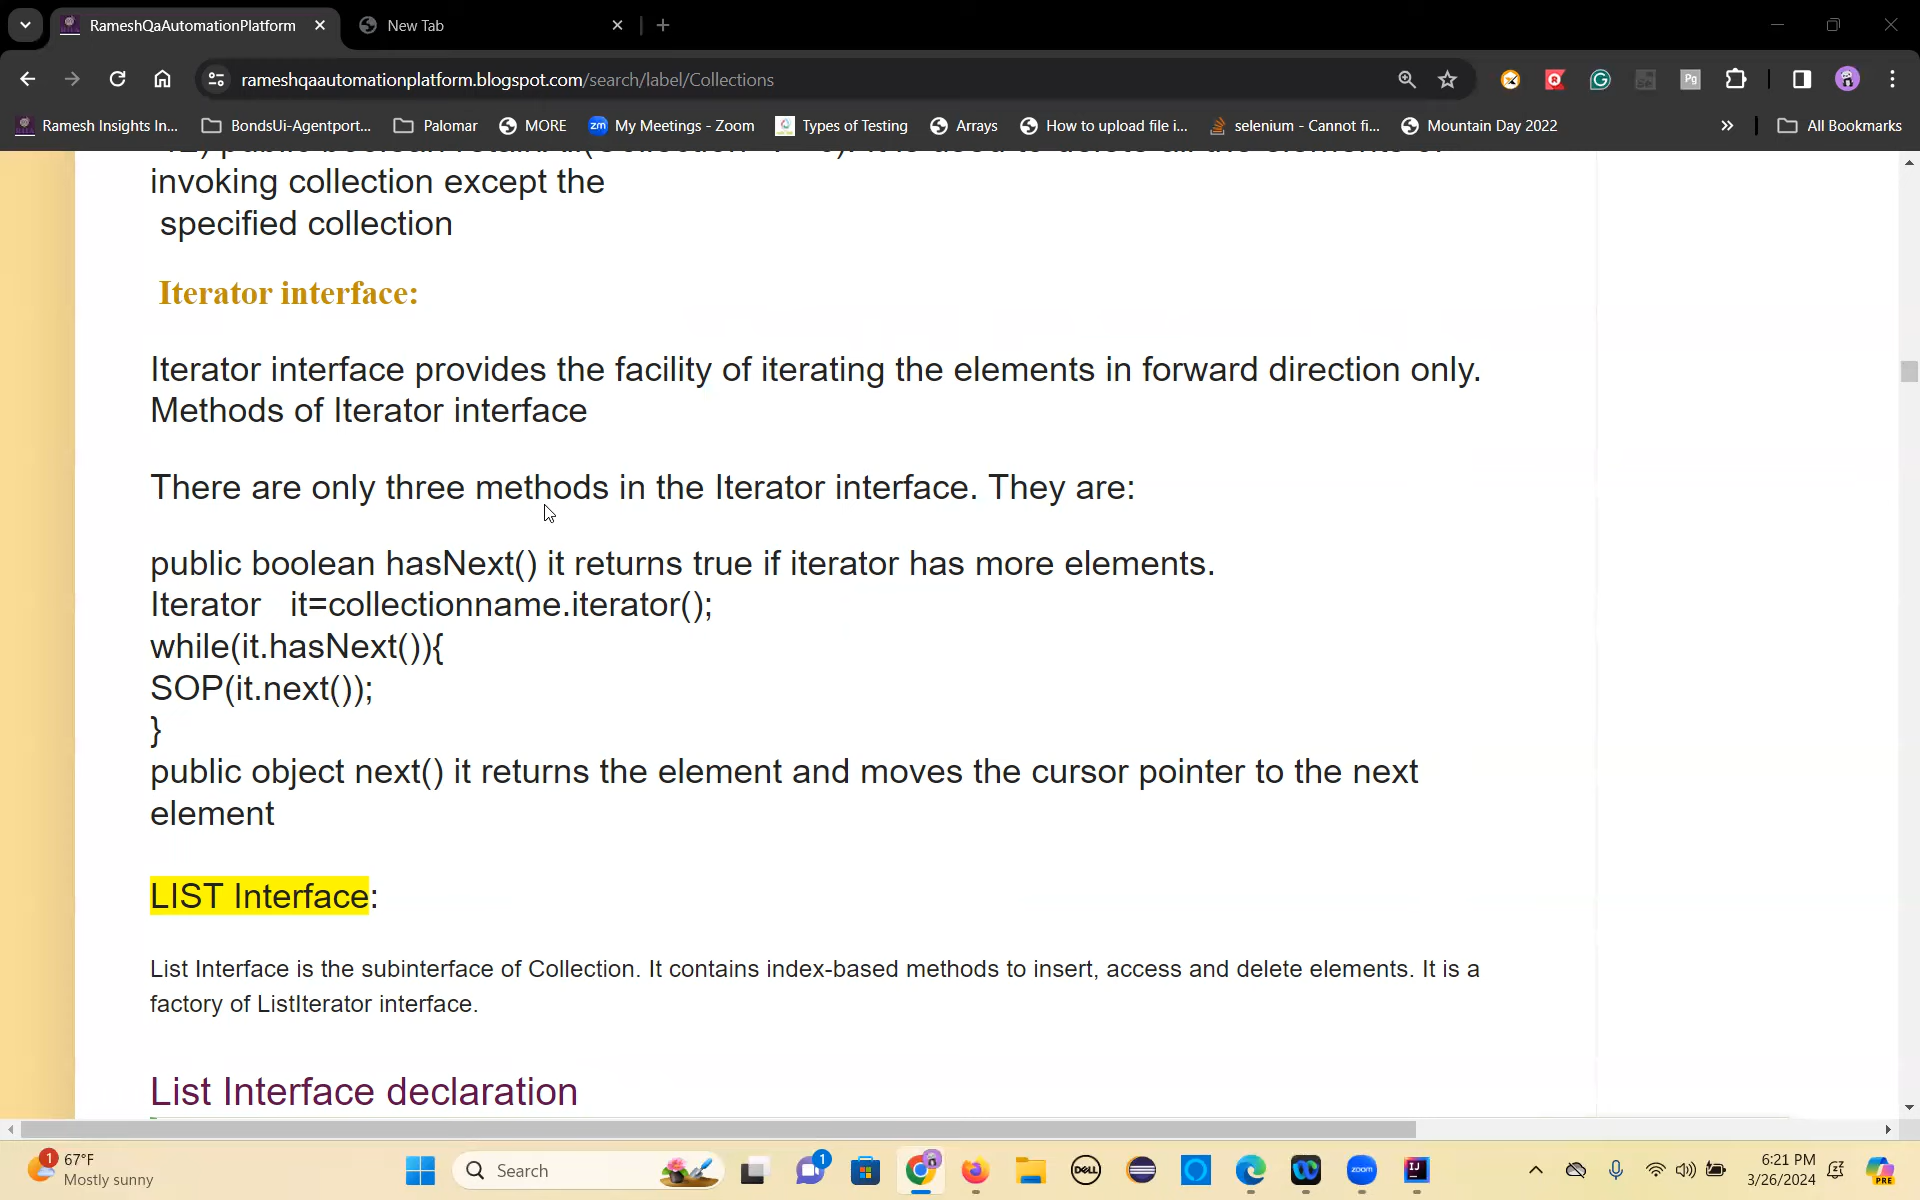 RameshQaAutomationPlatform
New Tab
rameshqaautomationplatform.blogspot.com/search/label/Collections
Ramesh Insights In...
BondsUi-Agentport...
Palomar
MORE
zm
My Meetings - Zoom
Types of Testing
Arrays
How to upload file i...
selenium - Cannot fi...
Mountain Day 2022
»
All Bookmarks
invoking collection except the
specified collection
Iterator interface:
Iterator interface provides the facility of iterating the elements in forward direction only.
Methods of Iterator interface
There are only three methods in the Iterator interface. They are:
public boolean hasNext() it returns true if iterator has more elements.
Iterator   it=collectionname.iterator();
while(it.hasNext()){
SOP(it.next());
}
public object next() it returns the element and moves the cursor pointer to the next
element
LIST Interface:
List Interface is the subinterface of Collection. It contains index-based methods to insert, access and delete elements. It is a
factory of ListIterator interface.
List Interface declaration
1
67°F
Mostly sunny
Search
1
DELL
zoom
IJ
6:21 PM
3/26/2024
PRE